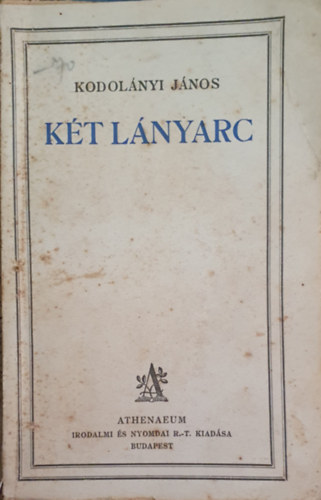 KODOLÁNYI JÁNOS
KÉT LÁNYARC
A
ATHENAEUM
IRODALMI ÉS NYOMDAI R.-T. KIADÁSA
BUDAPEST